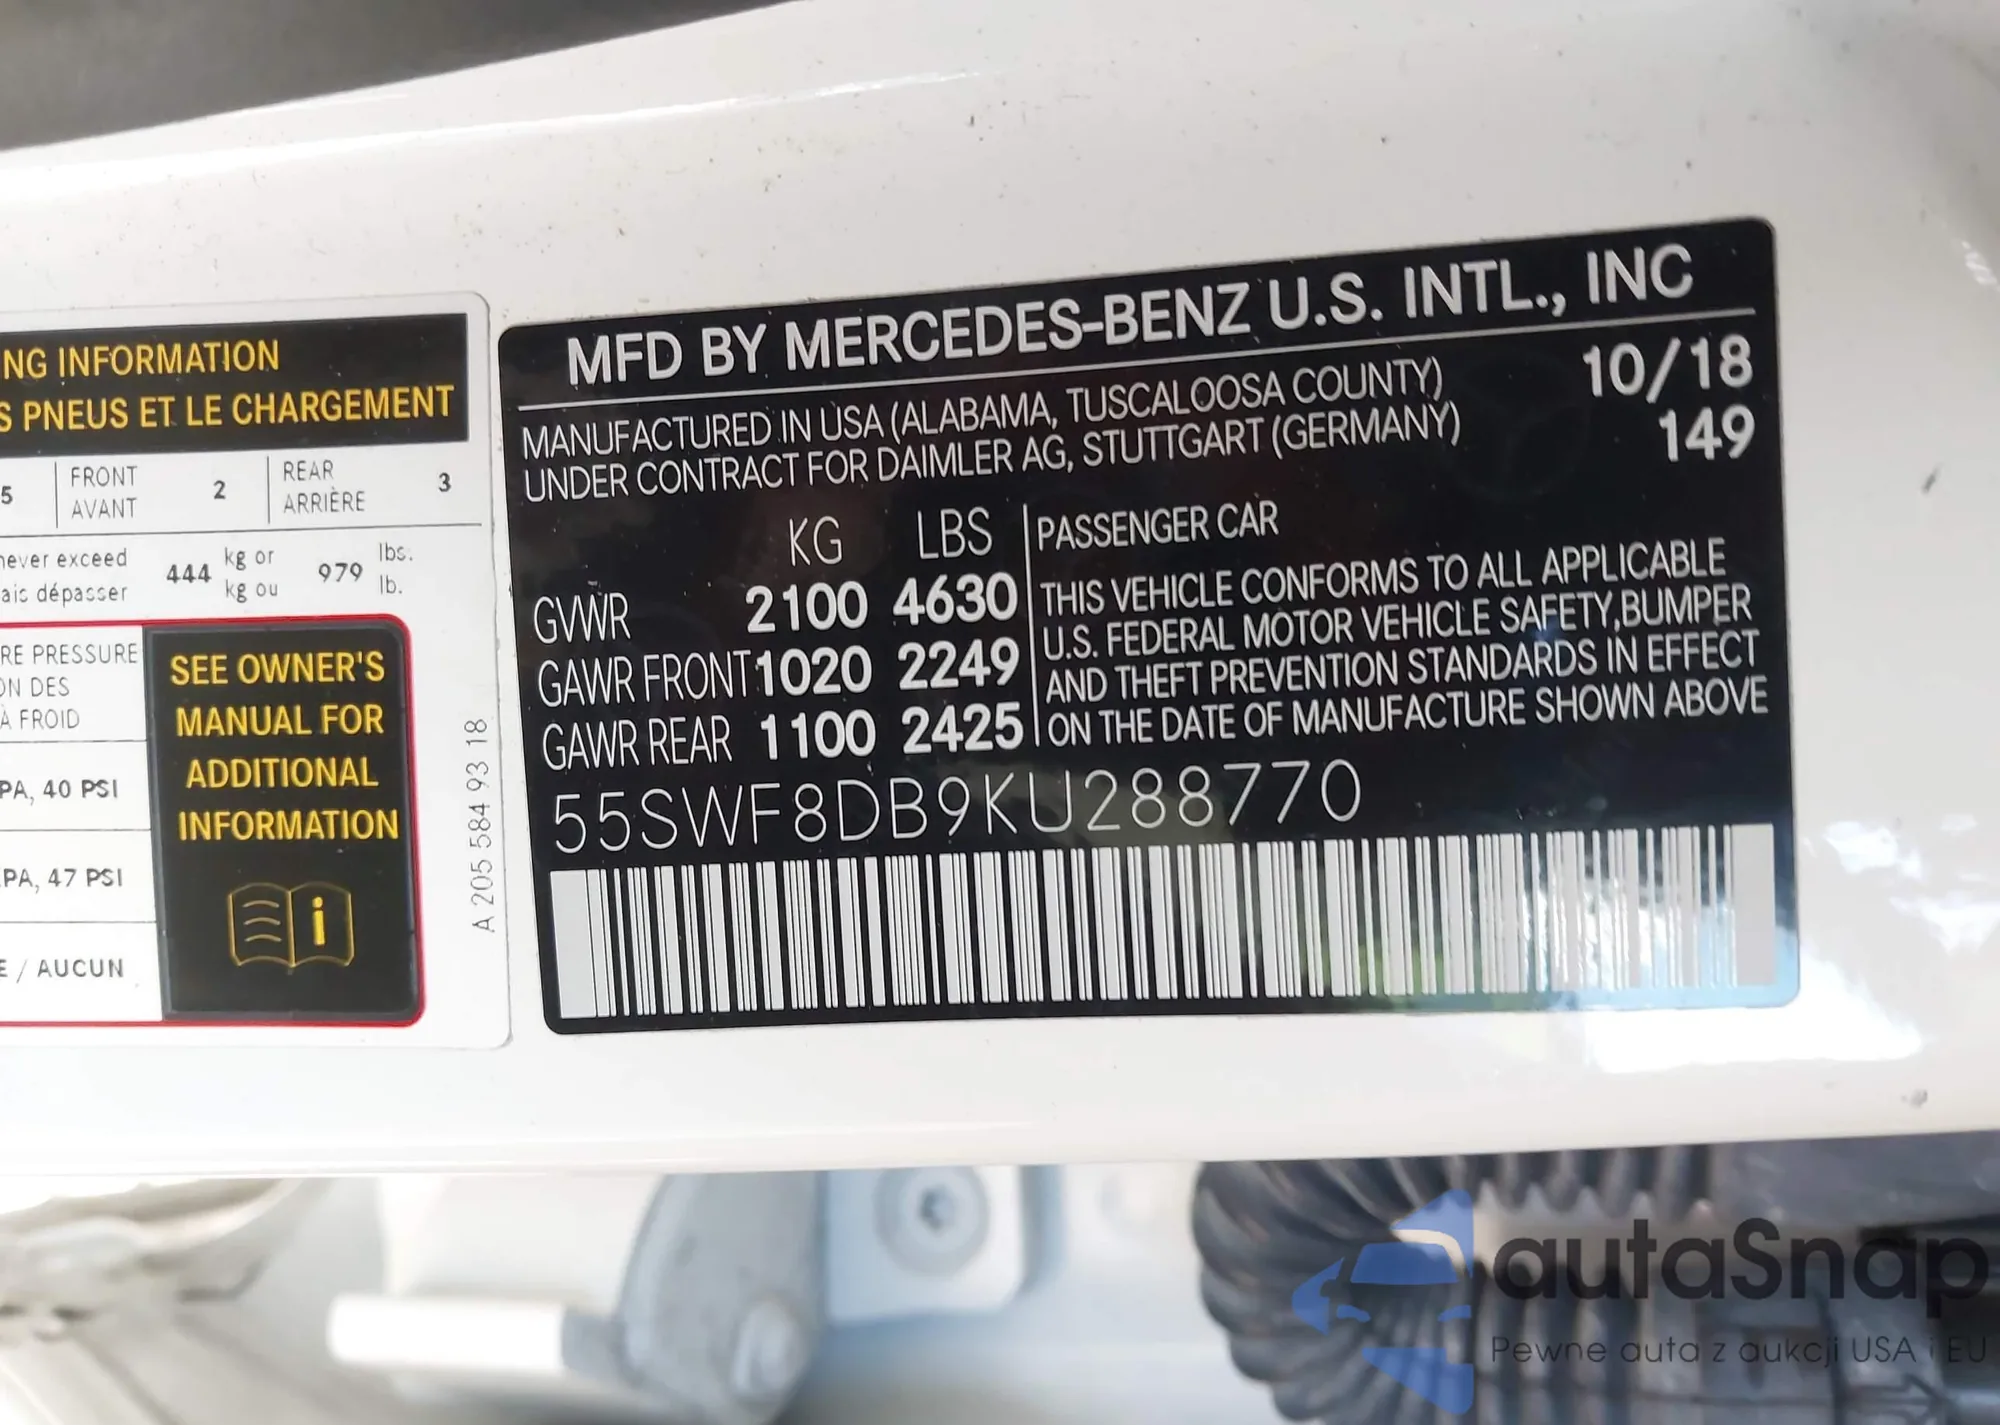 NG INFORMATION
S PNEUS ET LE CHARGEMENT
5 FRONT AVANT 2 REAR ARRIÈRE 3
never exceed 444 kg or 979 lbs.
ais dépasser kg ou lb.
RE PRESSURE
ON DES
À FROID
PA, 40 PSI
PA, 47 PSI
E / AUCUN
SEE OWNER'S
MANUAL FOR
ADDITIONAL
INFORMATION
i
A 205 584 93 18
MFD BY MERCEDES-BENZ U.S. INTL., INC
MANUFACTURED IN USA (ALABAMA, TUSCALOOSA COUNTY) 10/18
UNDER CONTRACT FOR DAIMLER AG, STUTTGART (GERMANY) 149
KG LBS
GVWR 2100 4630
GAWR FRONT 1020 2249
GAWR REAR 1100 2425
PASSENGER CAR
THIS VEHICLE CONFORMS TO ALL APPLICABLE
U.S. FEDERAL MOTOR VEHICLE SAFETY,BUMPER
AND THEFT PREVENTION STANDARDS IN EFFECT
ON THE DATE OF MANUFACTURE SHOWN ABOVE
55SWF8DB9KU288770
autaSnap
Pewne auta z aukcji USA i EU